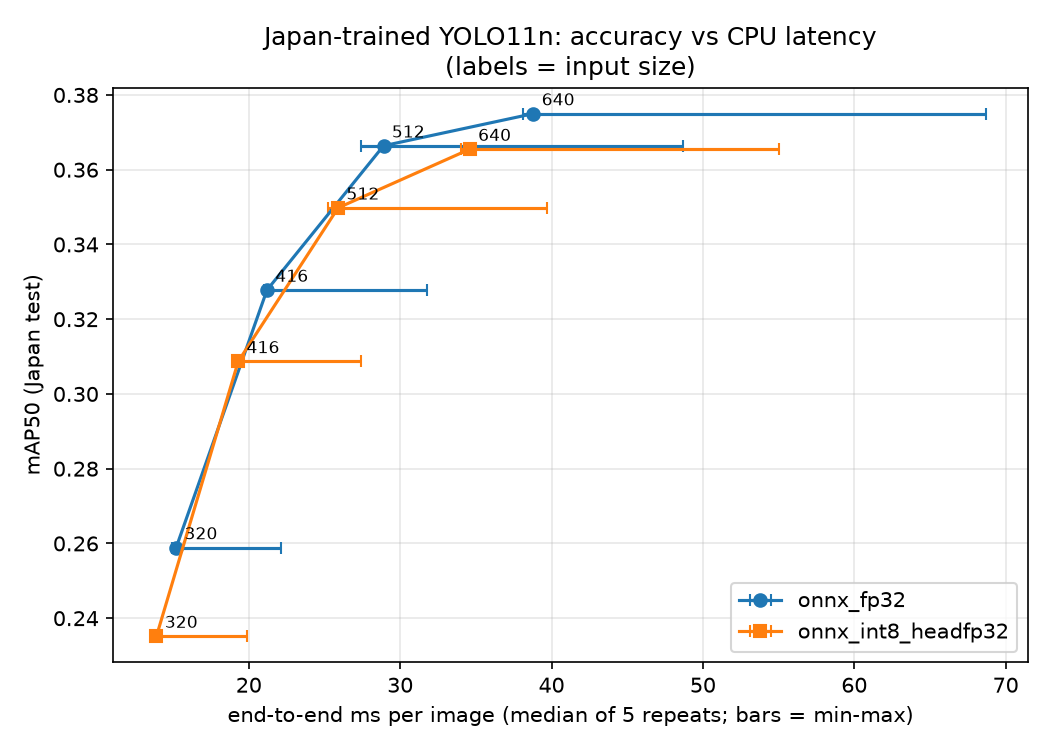 Japan-trained YOLO11n: accuracy vs CPU latency
(labels = input size)
mAP50 (Japan test)
0.38
0.36
0.34
0.32
0.30
0.28
0.26
0.24
640
512
640
512
416
416
320
320
onnx_fp32
onnx_int8_headfp32
20 30 40 50 60 70
end-to-end ms per image (median of 5 repeats; bars = min-max)